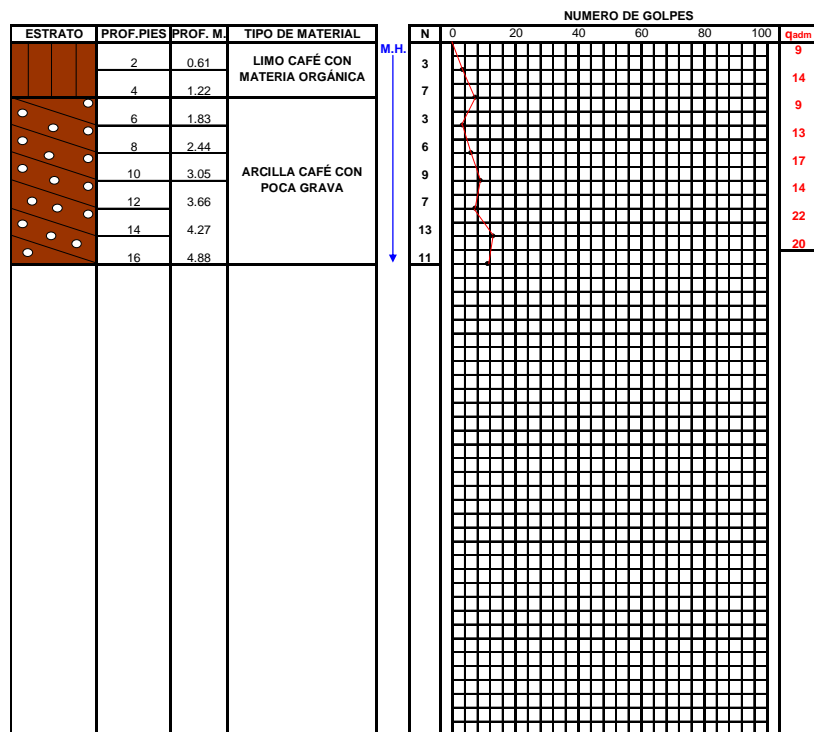 NUMERO DE GOLPES
ESTRATO PROF.PIES PROF. M. TIPO DE MATERIAL N 0 20 40 60 80 100 qadm
M.H.
LIMO CAFÉ CON
MATERIA ORGÁNICA
ARCILLA CAFÉ CON
POCA GRAVA
2 0.61 3 9
4 1.22 7 14
6 1.83 3 9
8 2.44 6 13
10 3.05 9 17
12 3.66 7 14
14 4.27 13 22
16 4.88 11 20